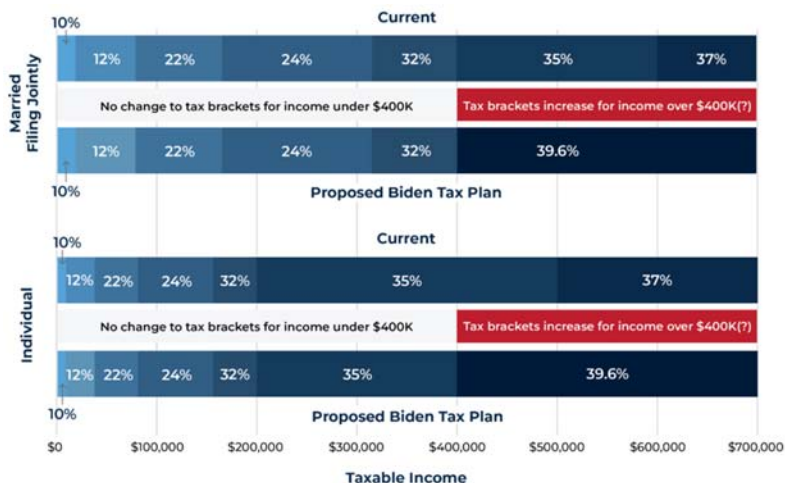 Current
10%
12% 22% 24% 32% 35% 37%
Married
Filing Jointly
No change to tax brackets for income under $400K
Tax brackets increase for income over $400K(?)
12% 22% 24% 32% 39.6%
10%
Proposed Biden Tax Plan
Current
10%
12% 22% 24% 32% 35% 37%
Individual
No change to tax brackets for income under $400K
Tax brackets increase for income over $400K(?)
12% 22% 24% 32% 35% 39.6%
10%
Proposed Biden Tax Plan
$0 $100,000 $200,000 $300,000 $400,000 $500,000 $600,000 $700,000
Taxable Income